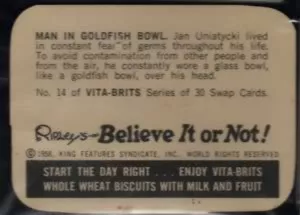 MAN IN GOLDFISH BOWL. Jan Uniatycki lived
in constant fear of germs throughout his life.
To avoid contamination from other people and
from the air, he constantly wore a glass bowl,
like a goldfish bowl, over his head.
No. 14 of VITA-BRITS Series of 30 Swap Cards.
Ripley's — Believe It or Not!
© 1966, KING FEATURES SYNDICATE, INC. WORLD RIGHTS RESERVED
START THE DAY RIGHT . . . ENJOY VITA-BRITS
WHOLE WHEAT BISCUITS WITH MILK AND FRUIT